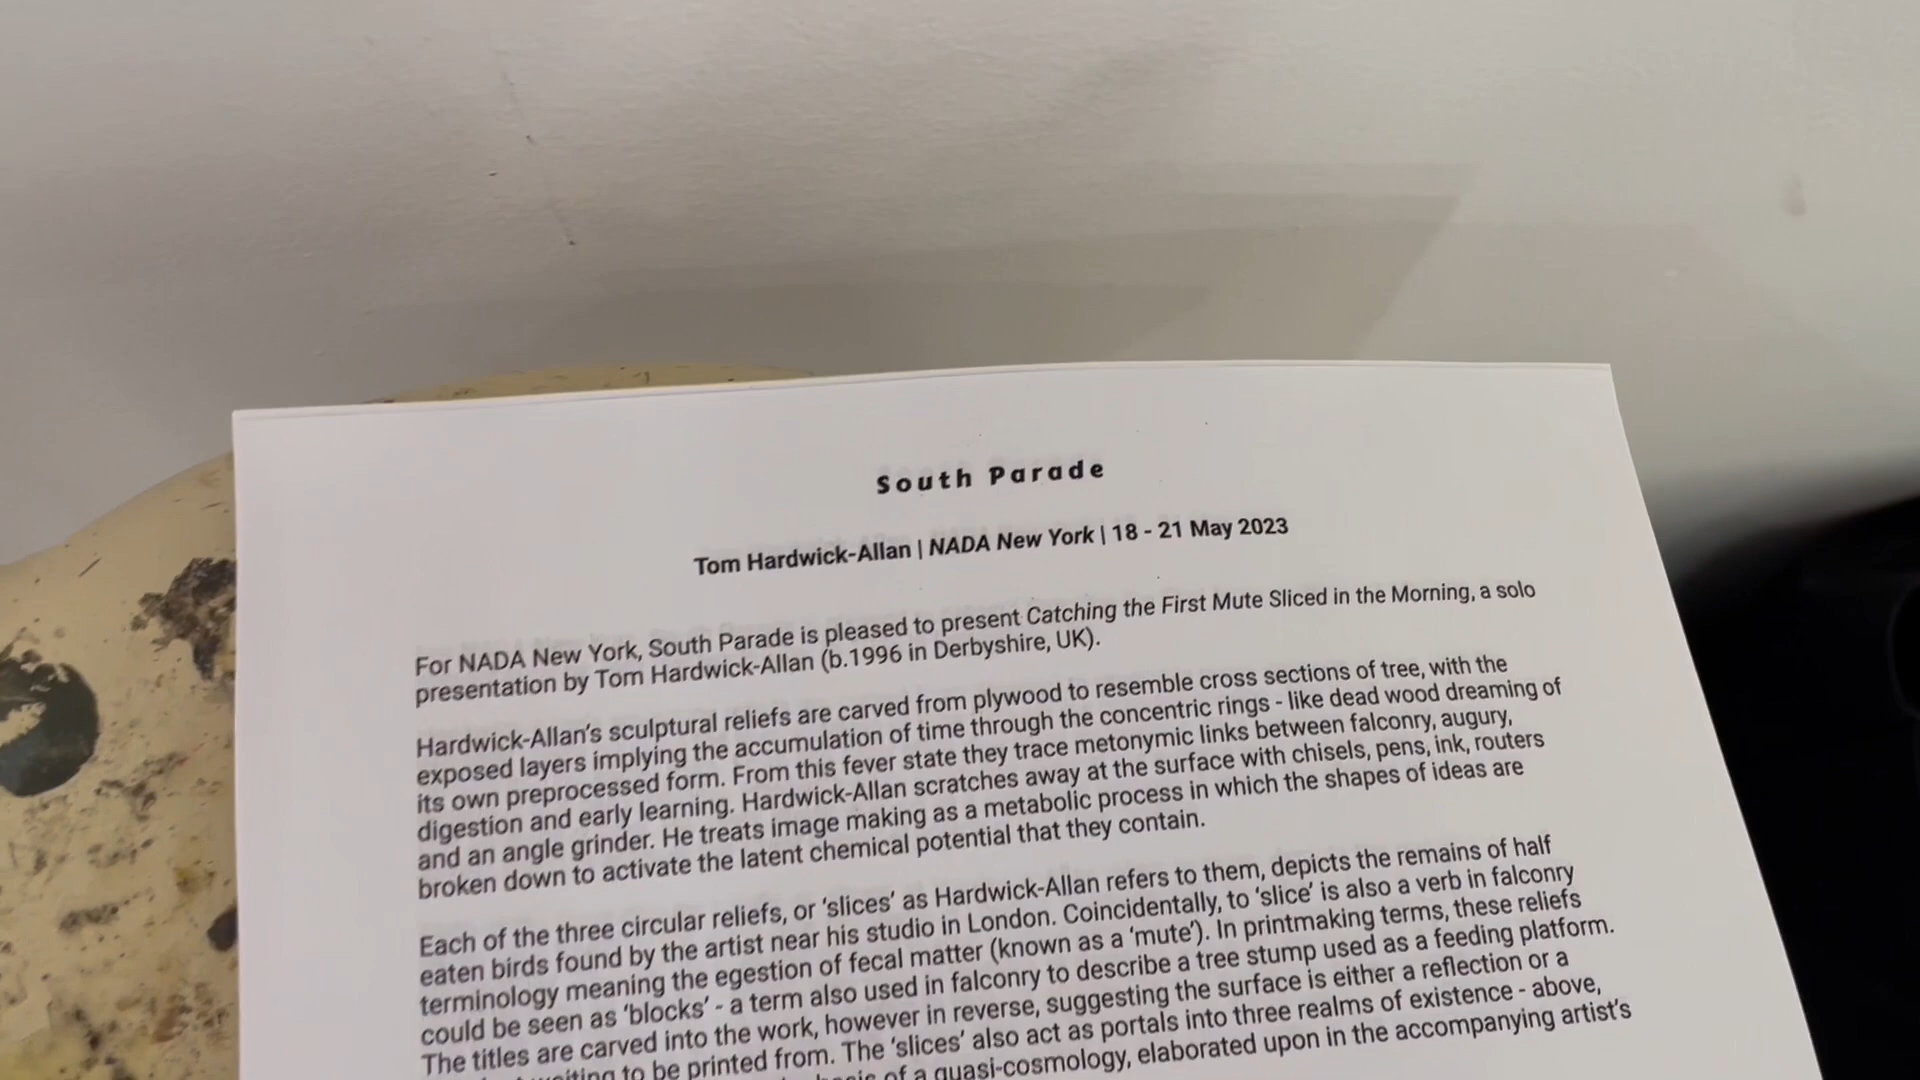 South Parade
Tom Hardwick-Allan | NADA New York | 18 - 21 May 2023
For NADA New York, South Parade is pleased to present Catching the First Mute Sliced in the Morning, a solo
presentation by Tom Hardwick-Allan (b.1996 in Derbyshire, UK).
Hardwick-Allan's sculptural reliefs are carved from plywood to resemble cross sections of tree, with the
exposed layers implying the accumulation of time through the concentric rings - like dead wood dreaming of
its own preprocessed form. From this fever state they trace metonymic links between falconry, augury,
digestion and early learning. Hardwick-Allan scratches away at the surface with chisels, pens, ink, routers
and an angle grinder. He treats image making as a metabolic process in which the shapes of ideas are
broken down to activate the latent chemical potential that they contain.
Each of the three circular reliefs, or 'slices' as Hardwick-Allan refers to them, depicts the remains of half
eaten birds found by the artist near his studio in London. Coincidentally, to 'slice' is also a verb in falconry
terminology meaning the egestion of fecal matter (known as a 'mute'). In printmaking terms, these reliefs
could be seen as 'blocks' - a term also used in falconry to describe a tree stump used as a feeding platform.
The titles are carved into the work, however in reverse, suggesting the surface is either a reflection or a
to be printed from. The 'slices' also act as portals into three realms of existence - above,
of a quasi-cosmology, elaborated upon in the accompanying artist's